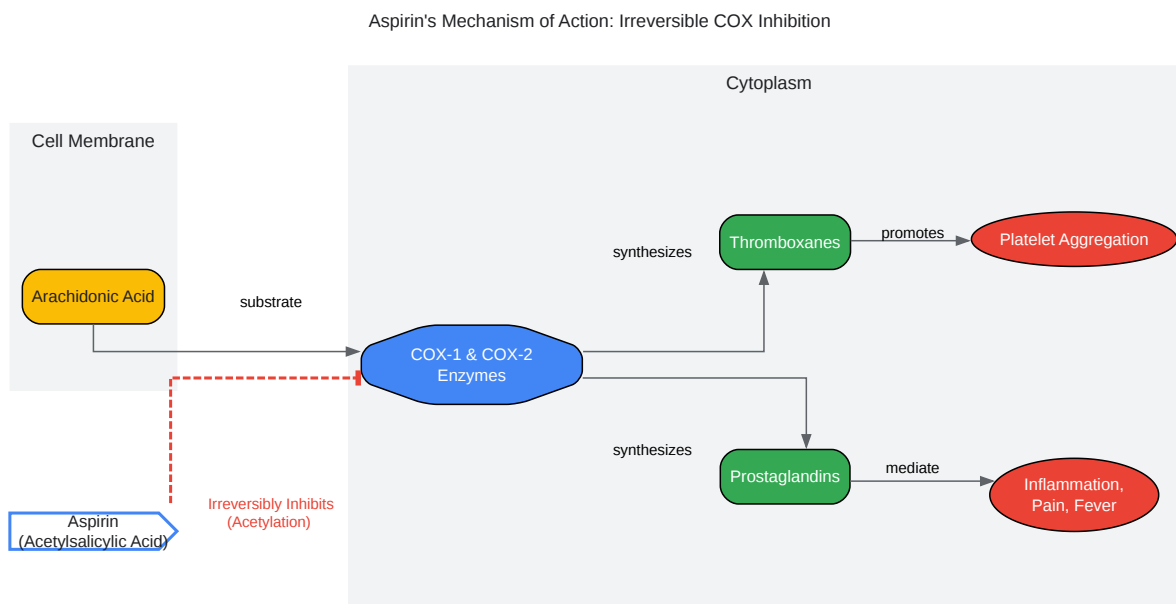 Aspirin's Mechanism of Action: Irreversible COX Inhibition
Cytoplasm
Cell Membrane
Arachidonic Acid
substrate
COX-1 & COX-2
Enzymes
synthesizes
Thromboxanes
promotes
Platelet Aggregation
synthesizes
Prostaglandins
mediate
Inflammation,
Pain, Fever
Irreversibly Inhibits
(Acetylation)
Aspirin
(Acetylsalicylic Acid)